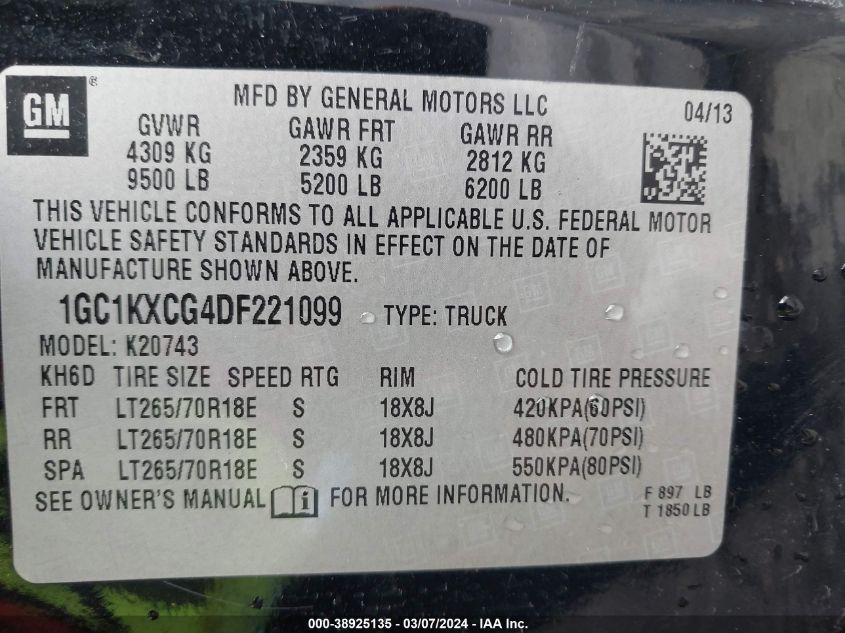 GM ®
MFD BY GENERAL MOTORS LLC 04/13
GVWR GAWR FRT GAWR RR
4309 KG 2359 KG 2812 KG
9500 LB 5200 LB 6200 LB
THIS VEHICLE CONFORMS TO ALL APPLICABLE U.S. FEDERAL MOTOR
VEHICLE SAFETY STANDARDS IN EFFECT ON THE DATE OF
MANUFACTURE SHOWN ABOVE.
1GC1KXCG4DF221099 TYPE: TRUCK
MODEL: K20743
KH6D TIRE SIZE SPEED RTG RIM COLD TIRE PRESSURE
FRT LT265/70R18E S 18X8J 420KPA(60PSI)
RR LT265/70R18E S 18X8J 480KPA(70PSI)
SPA LT265/70R18E S 18X8J 550KPA(80PSI)
SEE OWNER'S MANUAL i FOR MORE INFORMATION.
F 897 LB
T 1850 LB
000-38925135 - 03/07/2024 - IAA Inc.